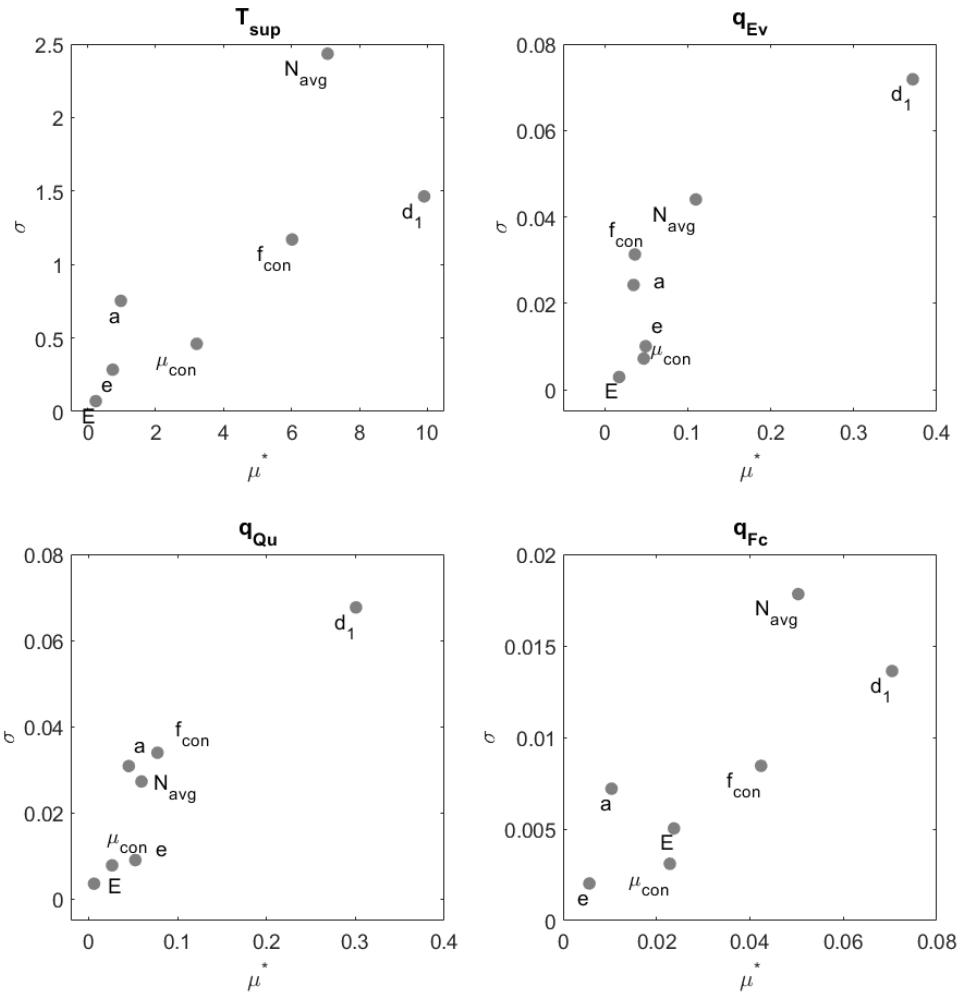 T_sup
2.5
2
1.5
1
0.5
0
σ
N_avg
d_1
f_con
a
μ_con
e
E
0 2 4 6 8 10
μ*
q_Ev
0.08
0.06
0.04
0.02
0
σ
d_1
N_avg
f_con
a
e
μ_con
E
0 0.1 0.2 0.3 0.4
μ*
q_Qu
0.08
0.06
0.04
0.02
0
σ
d_1
f_con
a
N_avg
μ_con
e
E
0 0.1 0.2 0.3 0.4
μ*
q_Fc
0.02
0.015
0.01
0.005
0
σ
N_avg
d_1
f_con
a
E
μ_con
e
0 0.02 0.04 0.06 0.08
μ*